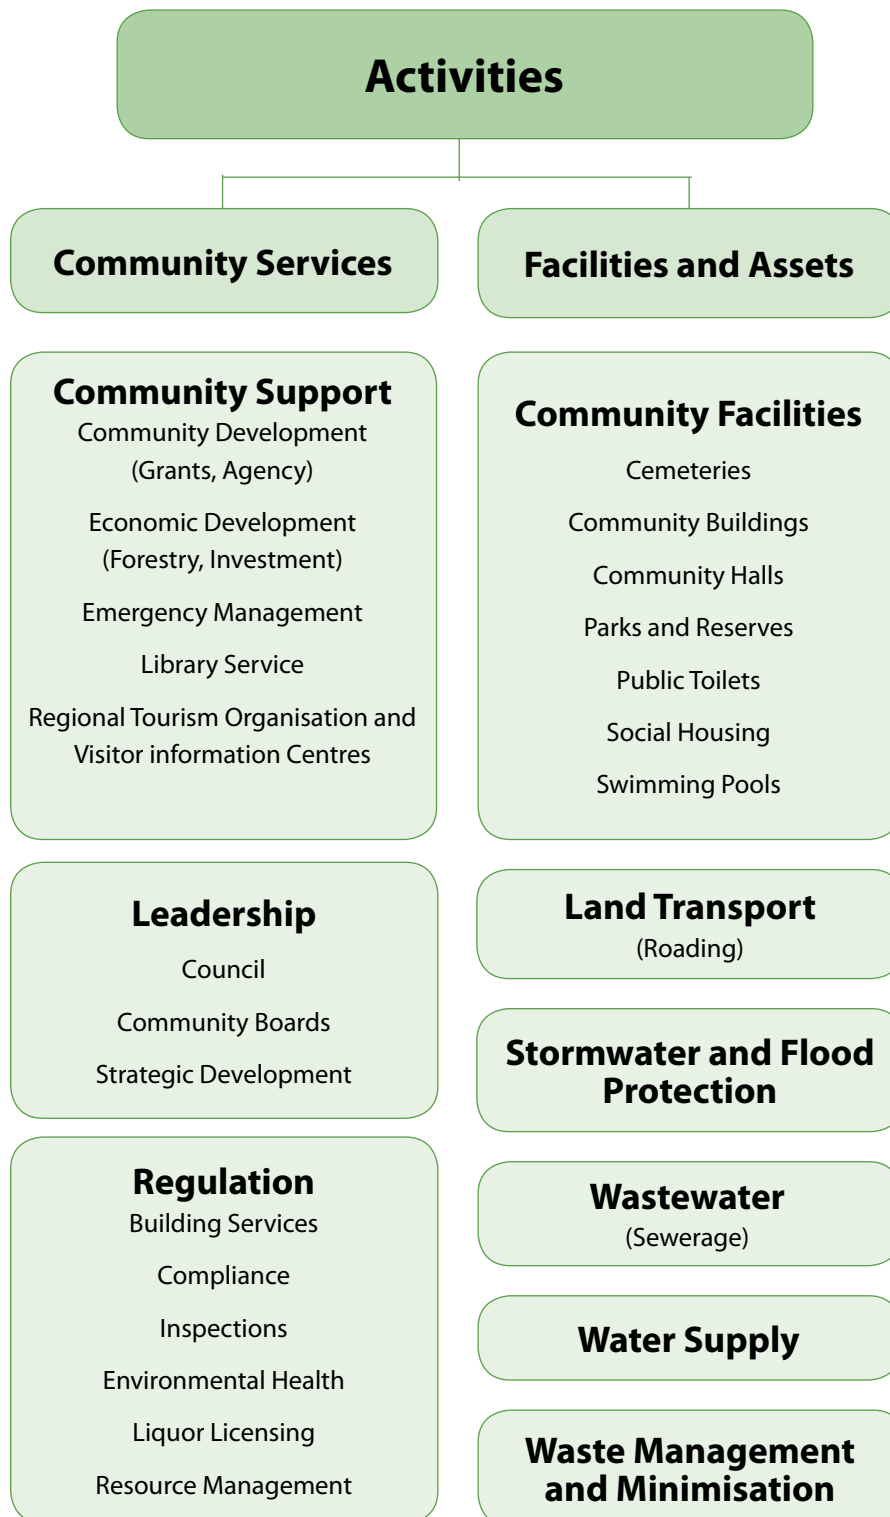 Activities
Community Services
Community Support
Community Development
(Grants, Agency)
Economic Development
(Forestry, Investment)
Emergency Management
Library Service
Regional Tourism Organisation and
Visitor information Centres
Leadership
Council
Community Boards
Strategic Development
Regulation
Building Services
Compliance
Inspections
Environmental Health
Liquor Licensing
Resource Management
Facilities and Assets
Community Facilities
Cemeteries
Community Buildings
Community Halls
Parks and Reserves
Public Toilets
Social Housing
Swimming Pools
Land Transport
(Roading)
Stormwater and Flood
Protection
Wastewater
(Sewerage)
Water Supply
Waste Management
and Minimisation